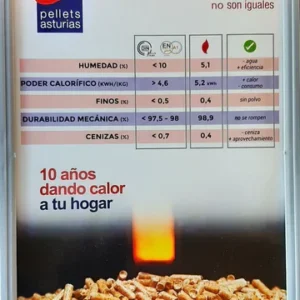 no son iguales
pellets
asturias
EN
HUMEDAD (%) < 10 5,1 - agua + eficiencia
PODER CALORÍFICO (KWH/KG) > 4,6 5,2 kWh + calor - consumo
FINOS (%) < 0,5 0,4 sin polvo
DURABILIDAD MECÁNICA (%) < 97,5 - 98 98,9 no se rompen
CENIZAS (%) < 0,7 0,4 - ceniza + aprovechamiento
10 años
dando calor
a tu hogar